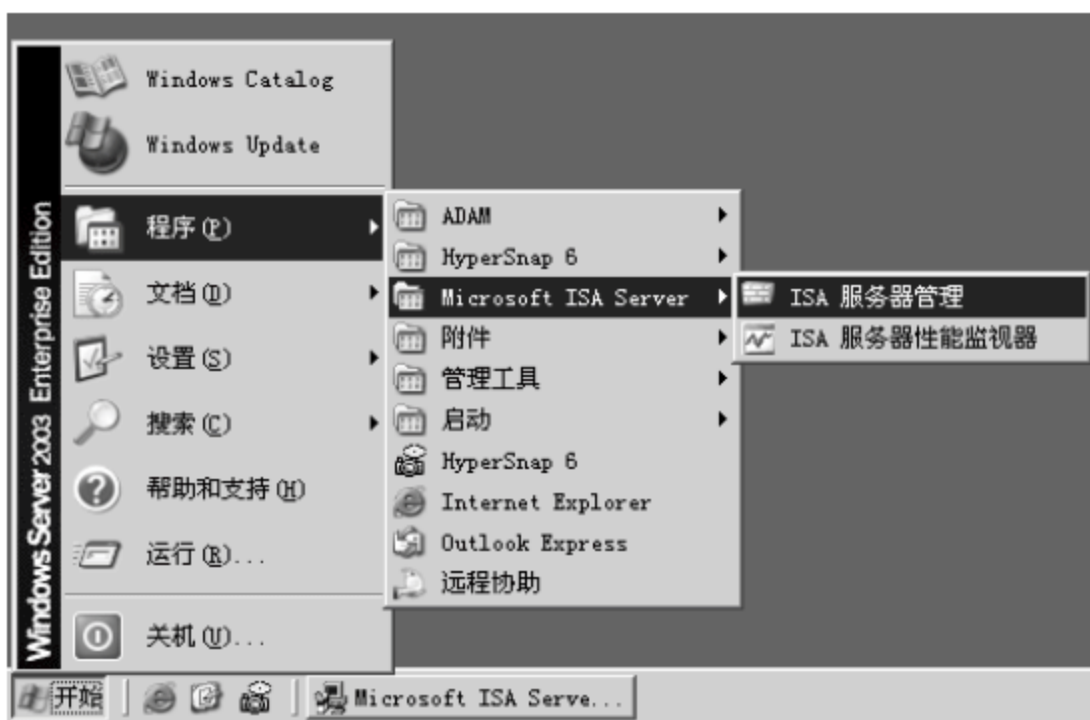 Windows Catalog
Windows Update
程序(P)
文档(D)
设置(S)
搜索(C)
帮助和支持(H)
运行(R)...
关机(U)...
Windows Server 2003 Enterprise Edition
ADAM
HyperSnap 6
Microsoft ISA Server
附件
管理工具
启动
HyperSnap 6
Internet Explorer
Outlook Express
远程协助
ISA 服务器管理
ISA 服务器性能监视器
开始
Microsoft ISA Serve...